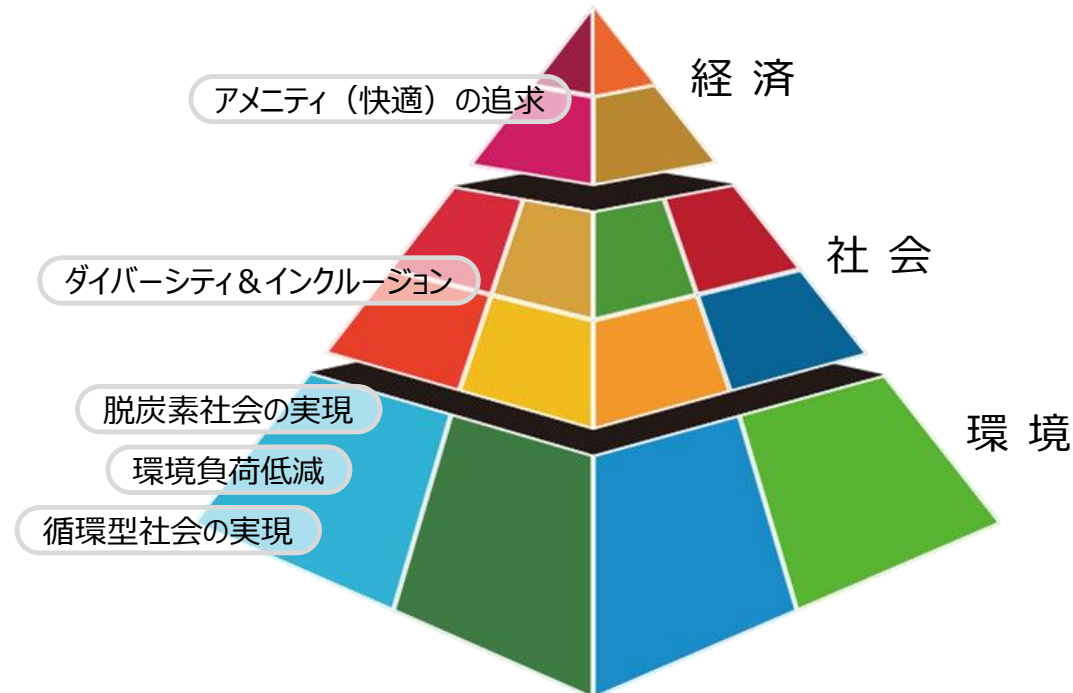 経済
アメニティ（快適）の追求
社会
ダイバーシティ＆インクルージョン
脱炭素社会の実現
環境
環境負荷低減
循環型社会の実現